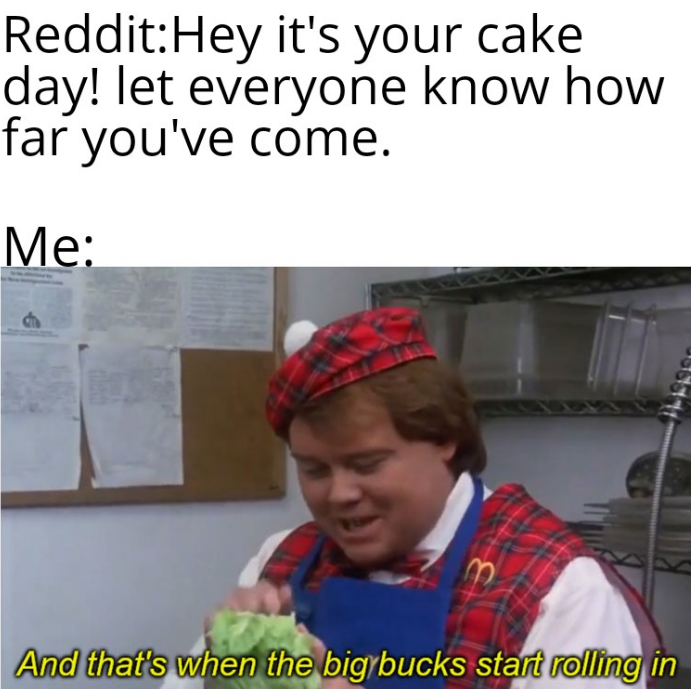 Reddit:Hey it's your cake
day! let everyone know how
far you've come.
Me:
And that's when the big bucks start rolling in